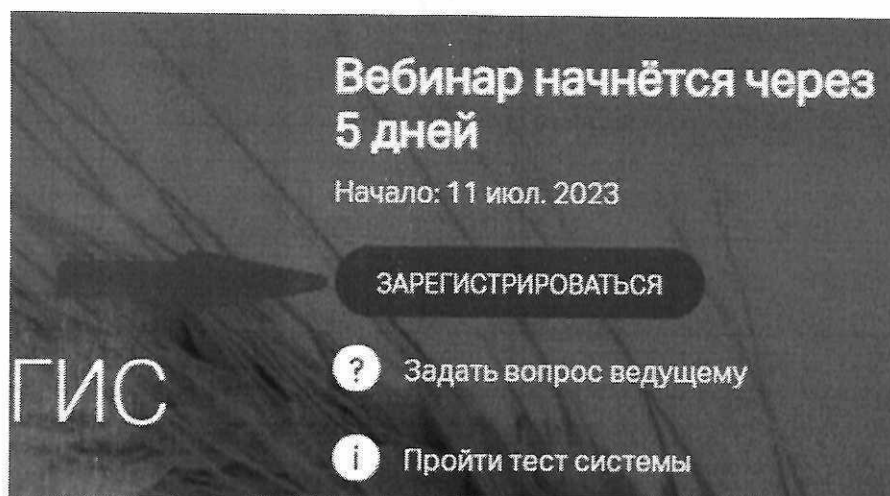 Вебинар начнётся через
5 дней
Начало: 11 июл. 2023
ЗАРЕГИСТРИРОВАТЬСЯ
ГИС
? Задать вопрос ведущему
i Пройти тест системы